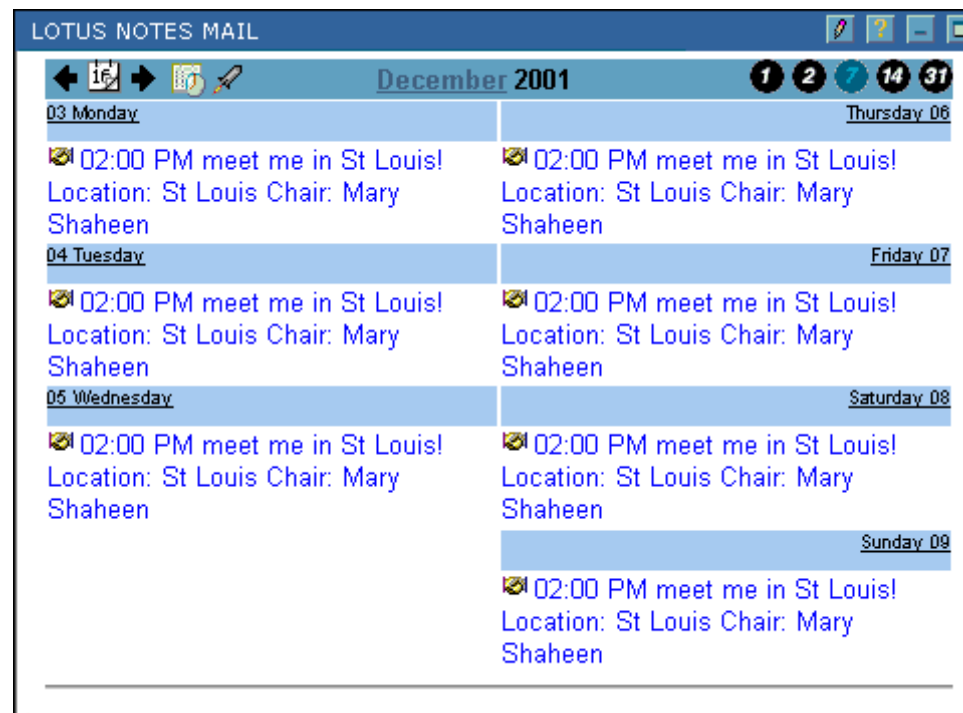 LOTUS NOTES MAIL
?
16
December 2001
1 2 7 14 31
03 Monday
02:00 PM meet me in St Louis!
Location: St Louis Chair: Mary
Shaheen
04 Tuesday
02:00 PM meet me in St Louis!
Location: St Louis Chair: Mary
Shaheen
05 Wednesday
02:00 PM meet me in St Louis!
Location: St Louis Chair: Mary
Shaheen
Thursday 06
02:00 PM meet me in St Louis!
Location: St Louis Chair: Mary
Shaheen
Friday 07
02:00 PM meet me in St Louis!
Location: St Louis Chair: Mary
Shaheen
Saturday 08
02:00 PM meet me in St Louis!
Location: St Louis Chair: Mary
Shaheen
Sunday 09
02:00 PM meet me in St Louis!
Location: St Louis Chair: Mary
Shaheen